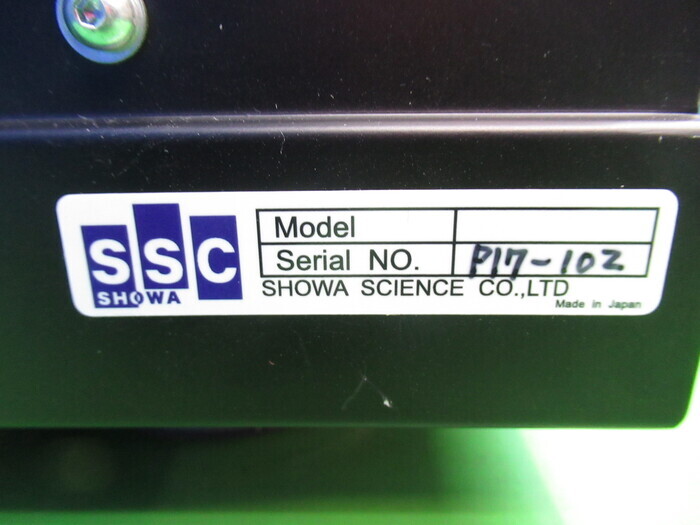 SSC
SHOWA
Model
Serial NO. P17-102
SHOWA SCIENCE CO.,LTD
Made in Japan